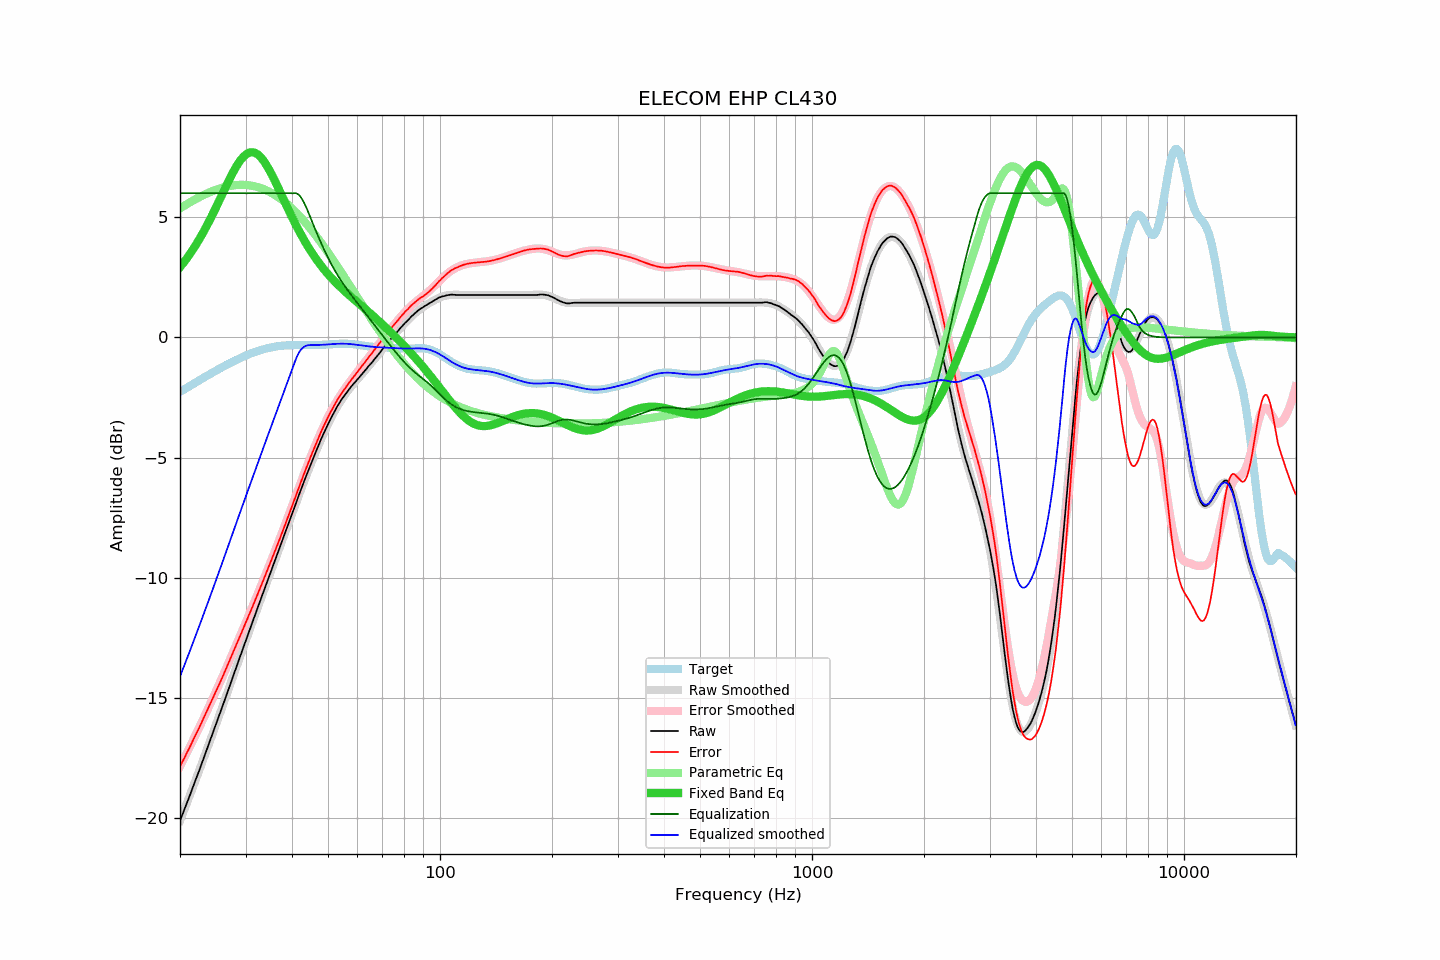 ELECOM EHP CL430
Amplitude (dBr)
5
0
−5
−10
−15
−20
100
1000
10000
Frequency (Hz)
Target
Raw Smoothed
Error Smoothed
Raw
Error
Parametric Eq
Fixed Band Eq
Equalization
Equalized smoothed